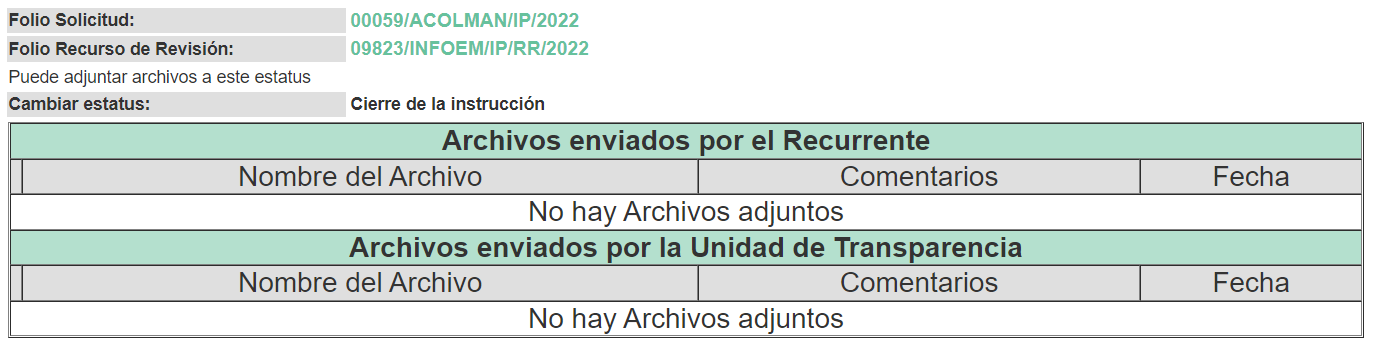 Folio Solicitud: 00059/ACOLMAN/IP/2022
Folio Recurso de Revisión: 09823/INFOEM/IP/RR/2022
Puede adjuntar archivos a este estatus
Cambiar estatus: Cierre de la instrucción
Archivos enviados por el Recurrente
Nombre del Archivo Comentarios Fecha
No hay Archivos adjuntos
Archivos enviados por la Unidad de Transparencia
Nombre del Archivo Comentarios Fecha
No hay Archivos adjuntos